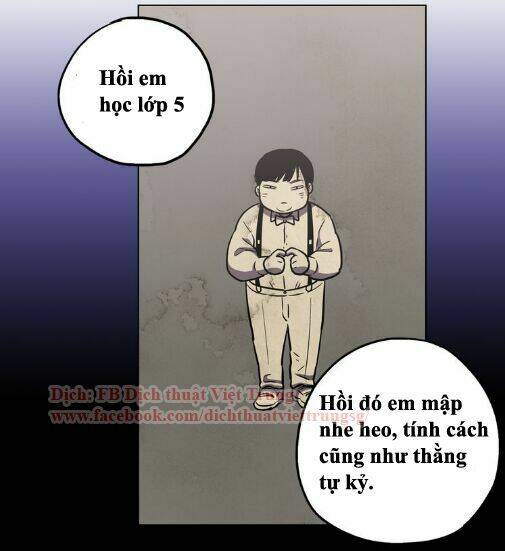 Hồi em
học lớp 5
Dịch: FB Dịch thuật Việt Trung
www.facebook.com/dichthuatviettrungsg/
Hồi đó em mập
nhe heo, tính cách
cũng như thằng
tự kỷ.